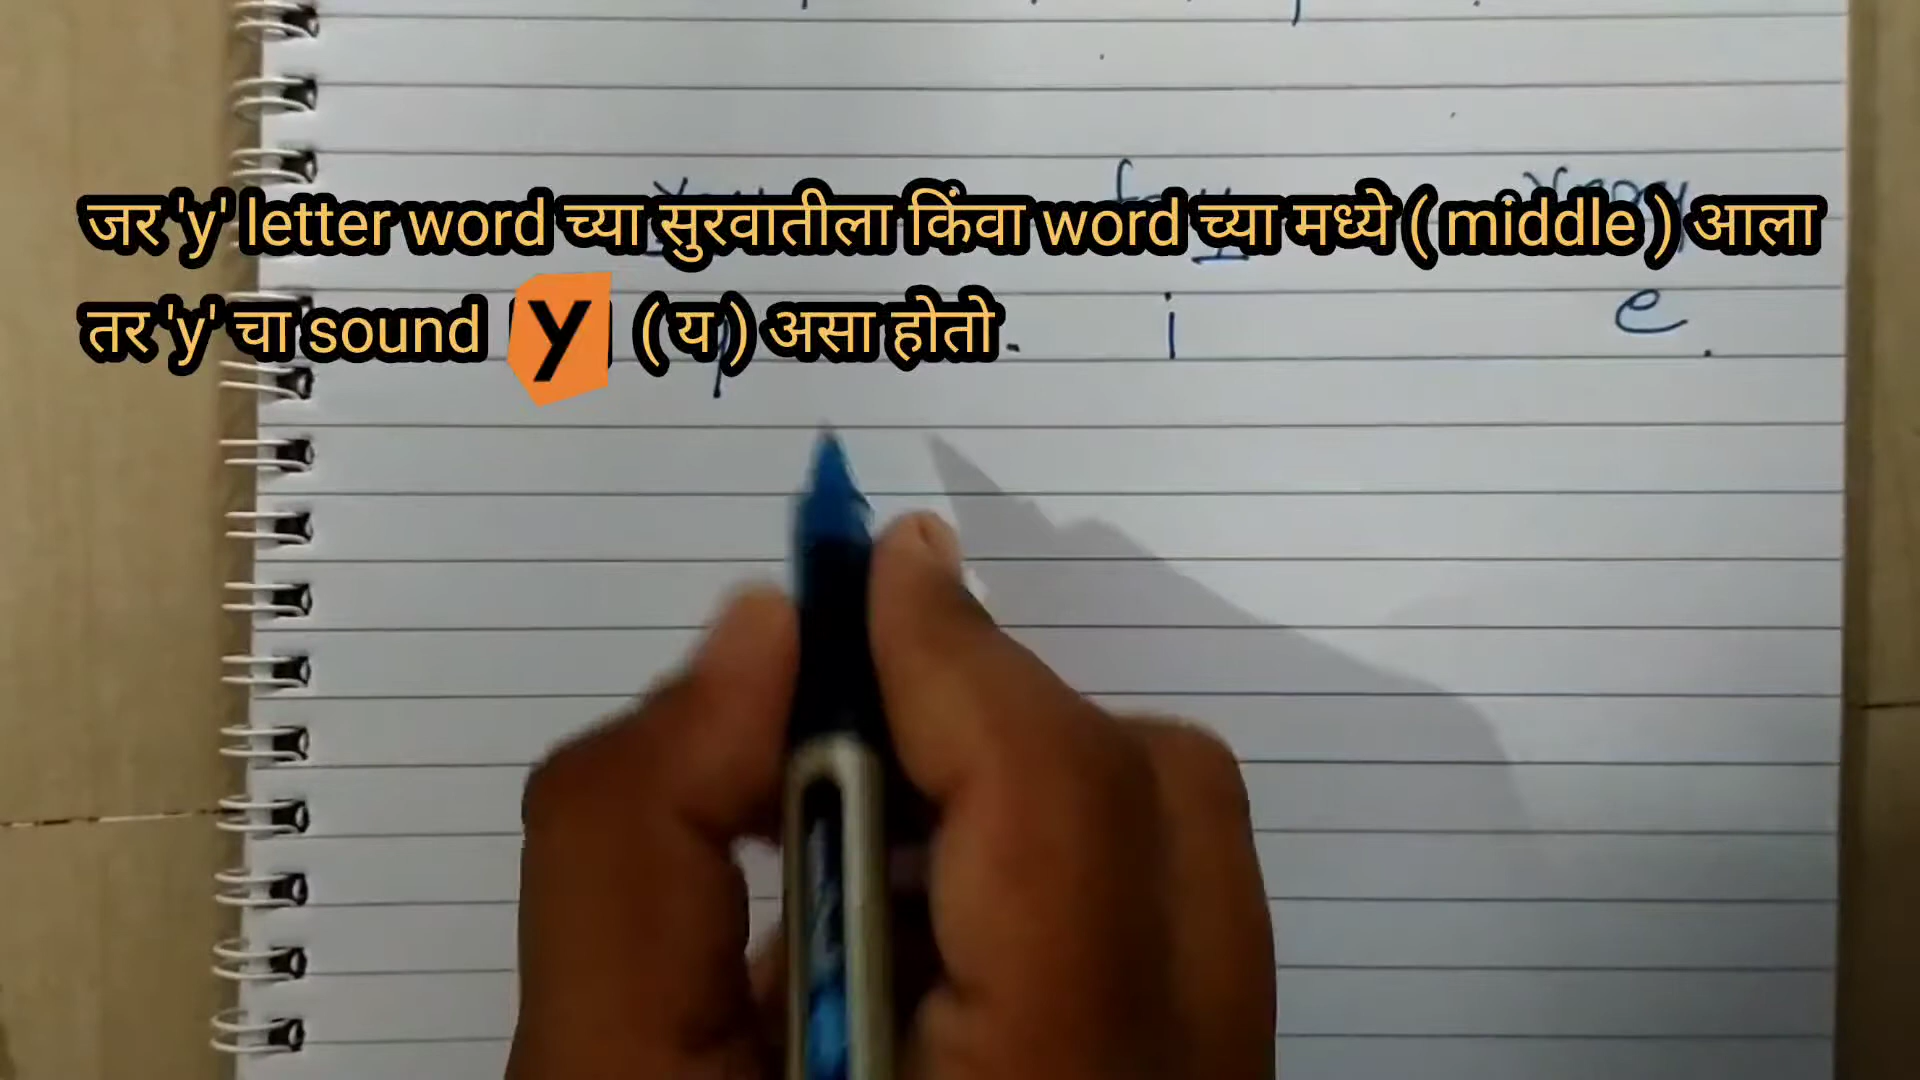 जर 'y' letter word च्या सुरवातीला किंवा word च्या मध्ये ( middle ) आला
तर 'y' चा sound y ( य ) असा होतो.
i e